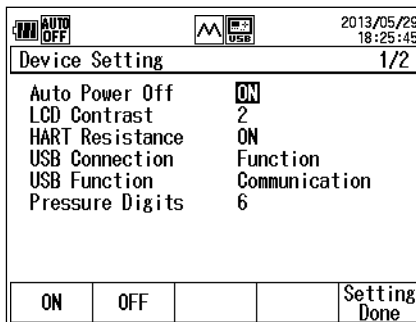 AUTO OFF USB 2013/05/29 18:25:45
Device Setting 1/2
Auto Power Off ON
LCD Contrast 2
HART Resistance ON
USB Connection Function
USB Function Communication
Pressure Digits 6
ON OFF Setting Done